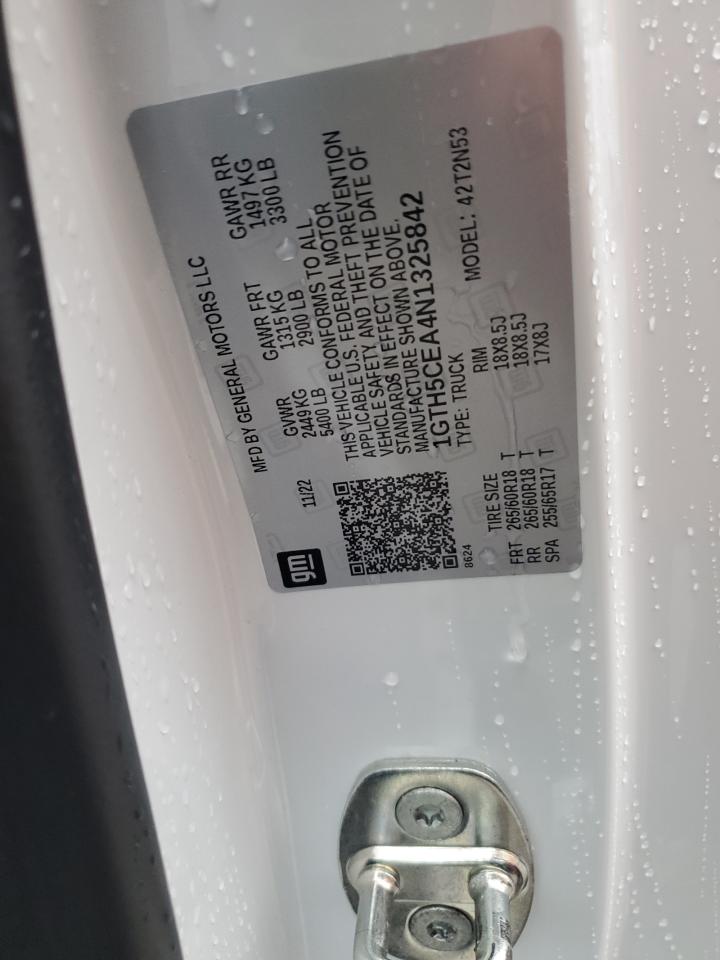 gm
MFD BY GENERAL MOTORS LLC
11/22
GVWR
2449 KG
5400 LB
GAWR FRT
1315 KG
2900 LB
GAWR RR
1497 KG
3300 LB
THIS VEHICLE CONFORMS TO ALL
APPLICABLE U.S. FEDERAL MOTOR
VEHICLE SAFETY AND THEFT PREVENTION
STANDARDS IN EFFECT ON THE DATE OF
MANUFACTURE SHOWN ABOVE.
1GTH5CEA4N1325842
TYPE: TRUCK
MODEL: 42T2N53
8624
TIRE SIZE RIM
FRT 265/60R18 T 18X8.5J
RR 265/60R18 T 18X8.5J
SPA 255/65R17 T 17X8J